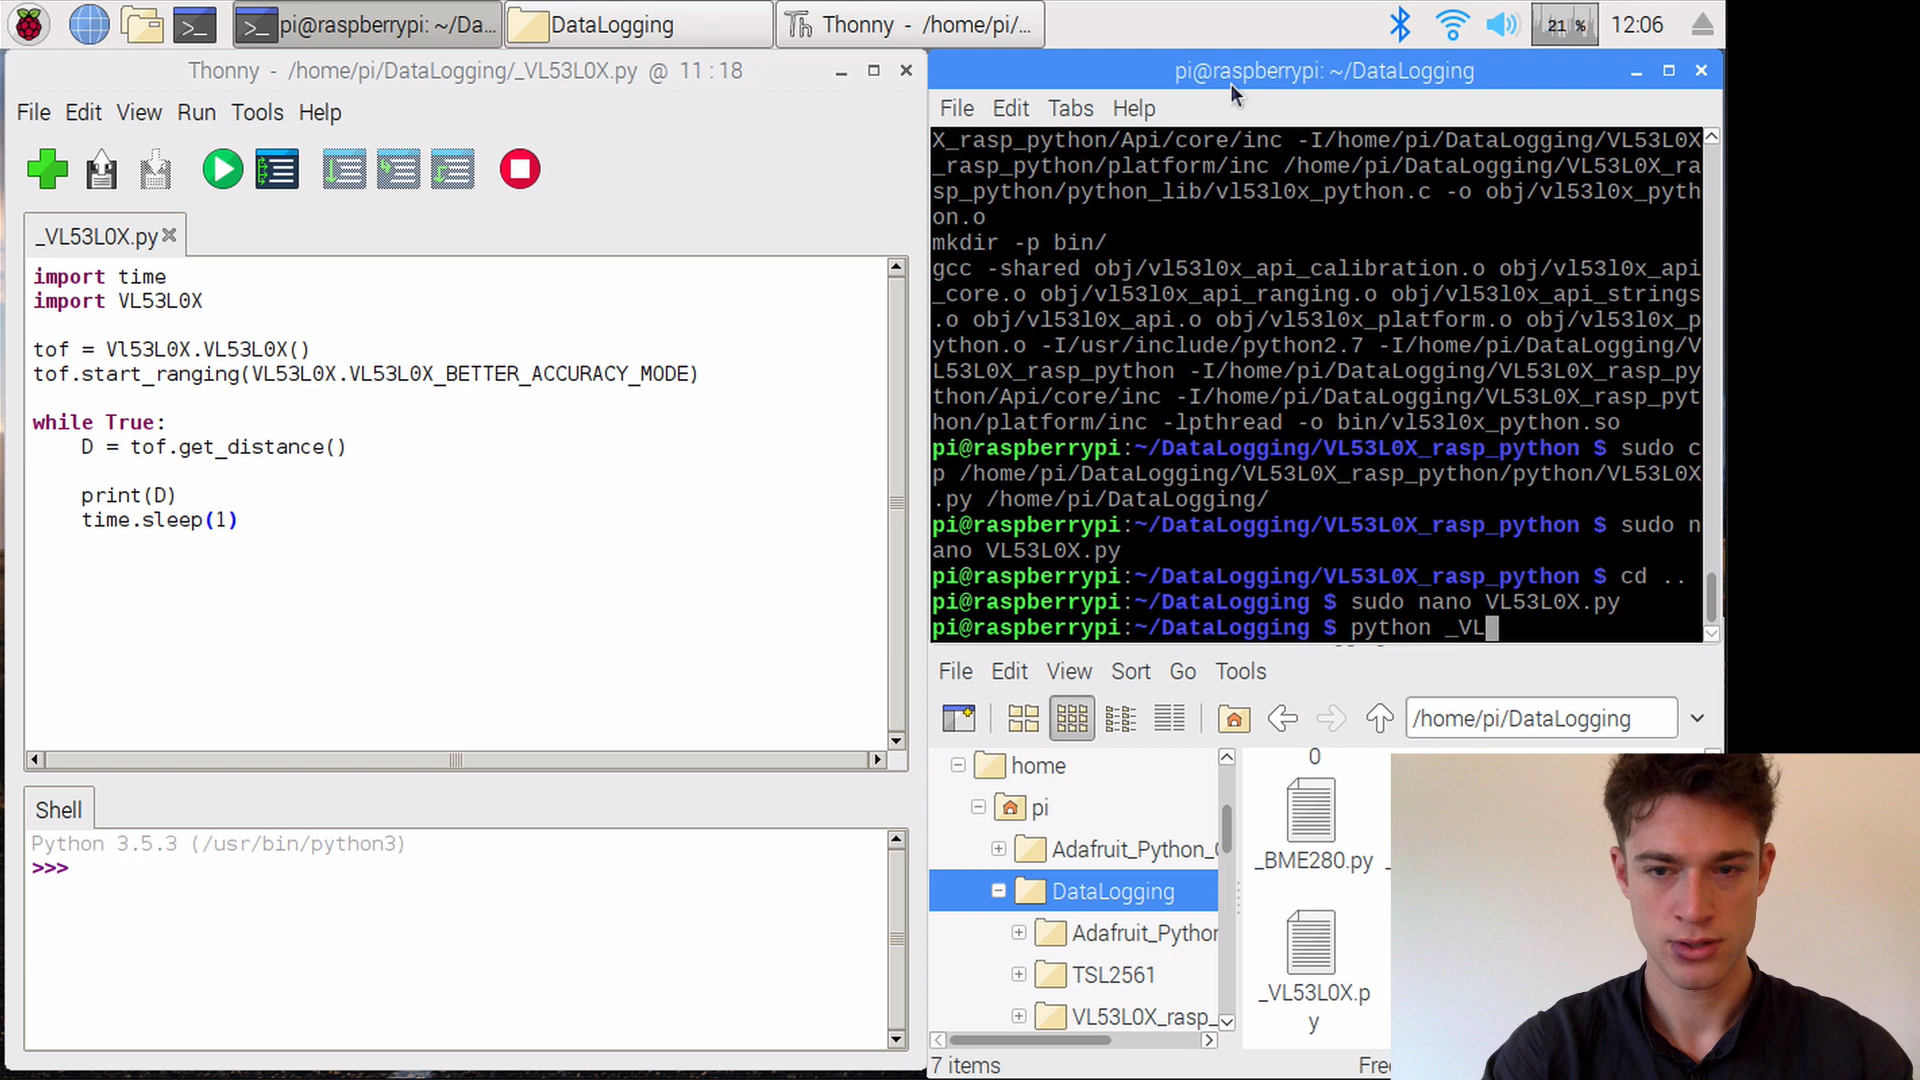 pi@raspberrypi: ~/Da...
DataLogging
Thonny - /home/pi/...
21 %
12:06
Thonny - /home/pi/DataLogging/_VL53L0X.py @ 11 : 18
File Edit View Run Tools Help
_VL53L0X.py
import time
import VL53L0X
tof = Vl53L0X.VL53L0X()
tof.start_ranging(VL53L0X.VL53L0X_BETTER_ACCURACY_MODE)
while True:
D = tof.get_distance()
print(D)
time.sleep(1)
Shell
Python 3.5.3 (/usr/bin/python3)
>>>
pi@raspberrypi: ~/DataLogging
File Edit Tabs Help
X_rasp_python/Api/core/inc -I/home/pi/DataLogging/VL53L0X
_rasp_python/platform/inc /home/pi/DataLogging/VL53L0X_ra
sp_python/python_lib/vl53l0x_python.c -o obj/vl53l0x_pyth
on.o
mkdir -p bin/
gcc -shared obj/vl53l0x_api_calibration.o obj/vl53l0x_api
_core.o obj/vl53l0x_api_ranging.o obj/vl53l0x_api_strings
.o obj/vl53l0x_api.o obj/vl53l0x_platform.o obj/vl53l0x_p
ython.o -I/usr/include/python2.7 -I/home/pi/DataLogging/V
L53L0X_rasp_python -I/home/pi/DataLogging/VL53L0X_rasp_py
thon/Api/core/inc -I/home/pi/DataLogging/VL53L0X_rasp_pyt
hon/platform/inc -lpthread -o bin/vl53l0x_python.so
pi@raspberrypi:~/DataLogging/VL53L0X_rasp_python $ sudo c
p /home/pi/DataLogging/VL53L0X_rasp_python/python/VL53L0X
.py /home/pi/DataLogging/
pi@raspberrypi:~/DataLogging/VL53L0X_rasp_python $ sudo n
ano VL53L0X.py
pi@raspberrypi:~/DataLogging/VL53L0X_rasp_python $ cd ..
pi@raspberrypi:~/DataLogging $ sudo nano VL53L0X.py
pi@raspberrypi:~/DataLogging $ python _VL
File Edit View Sort Go Tools
/home/pi/DataLogging
home
pi
Adafruit_Python_
DataLogging
Adafruit_Python
TSL2561
VL53L0X_rasp_
0
_BME280.py
_VL53L0X.p
y
7 items
Free